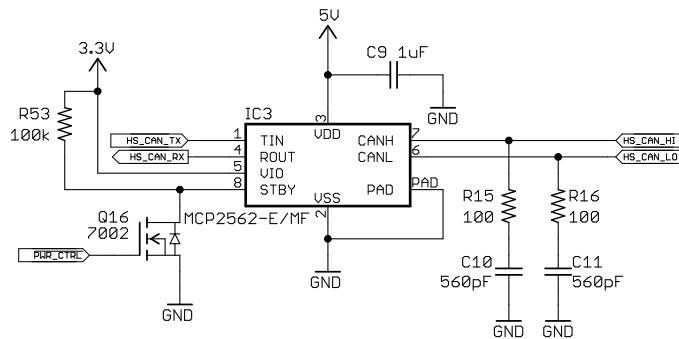 5V
C9 1uF
3.3V
GND
R53
100k
IC3
3
VDD
HS_CAN_TX
1
TIN
CANH
7
HS_CAN_HI
HS_CAN_RX
4
ROUT
CANL
6
HS_CAN_LO
5
VIO
8
STBY
PAD
PAD
VSS
2
MCP2562-E/MF
R15
100
R16
100
Q16
7002
PWR_CTRL
C10
560pF
C11
560pF
GND
GND
GND
GND